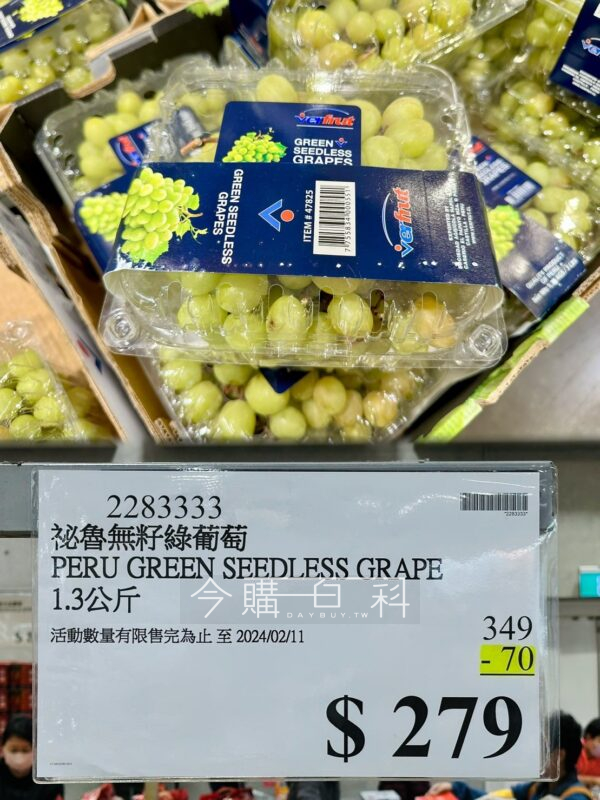 Verfrut
GREEN
SEEDLESS
GRAPES
GREEN SEEDLESS
GRAPES
ITEM # 47825
Verfrut
2283333
祕魯無籽綠葡萄
PERU GREEN SEEDLESS GRAPE
1.3公斤
今購百科
DAYBUY.TW
活動數量有限售完為止 至 2024/02/11
349
- 70
$ 279